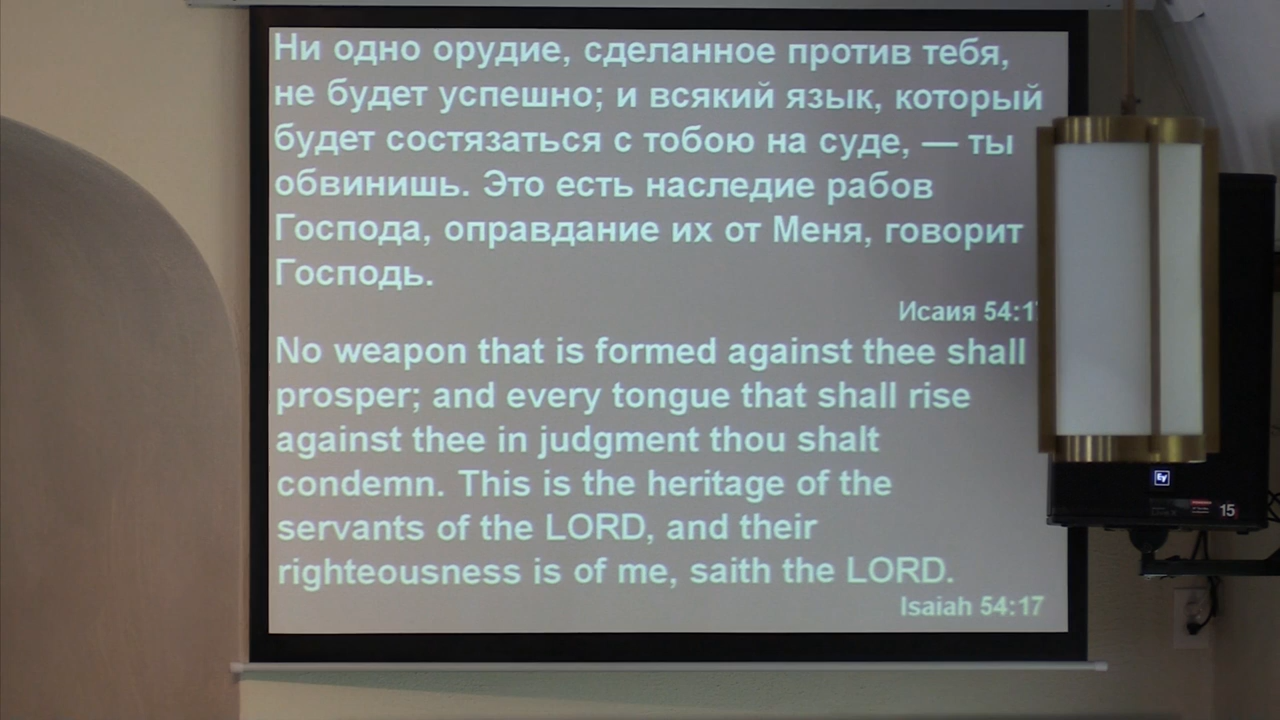 Ни одно орудие, сделанное против тебя,
не будет успешно; и всякий язык, который
будет состязаться с тобою на суде, — ты
обвинишь. Это есть наследие рабов
Господа, оправдание их от Меня, говорит
Господь.
Исаия 54:17
No weapon that is formed against thee shall
prosper; and every tongue that shall rise
against thee in judgment thou shalt
condemn. This is the heritage of the
servants of the LORD, and their
righteousness is of me, saith the LORD.
Isaiah 54:17
EV
15